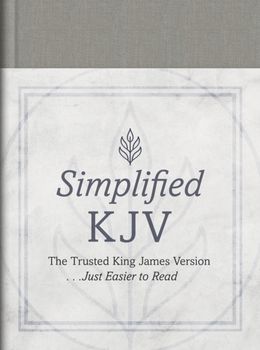 Simplified
KJV
The Trusted King James Version
. . .Just Easier to Read